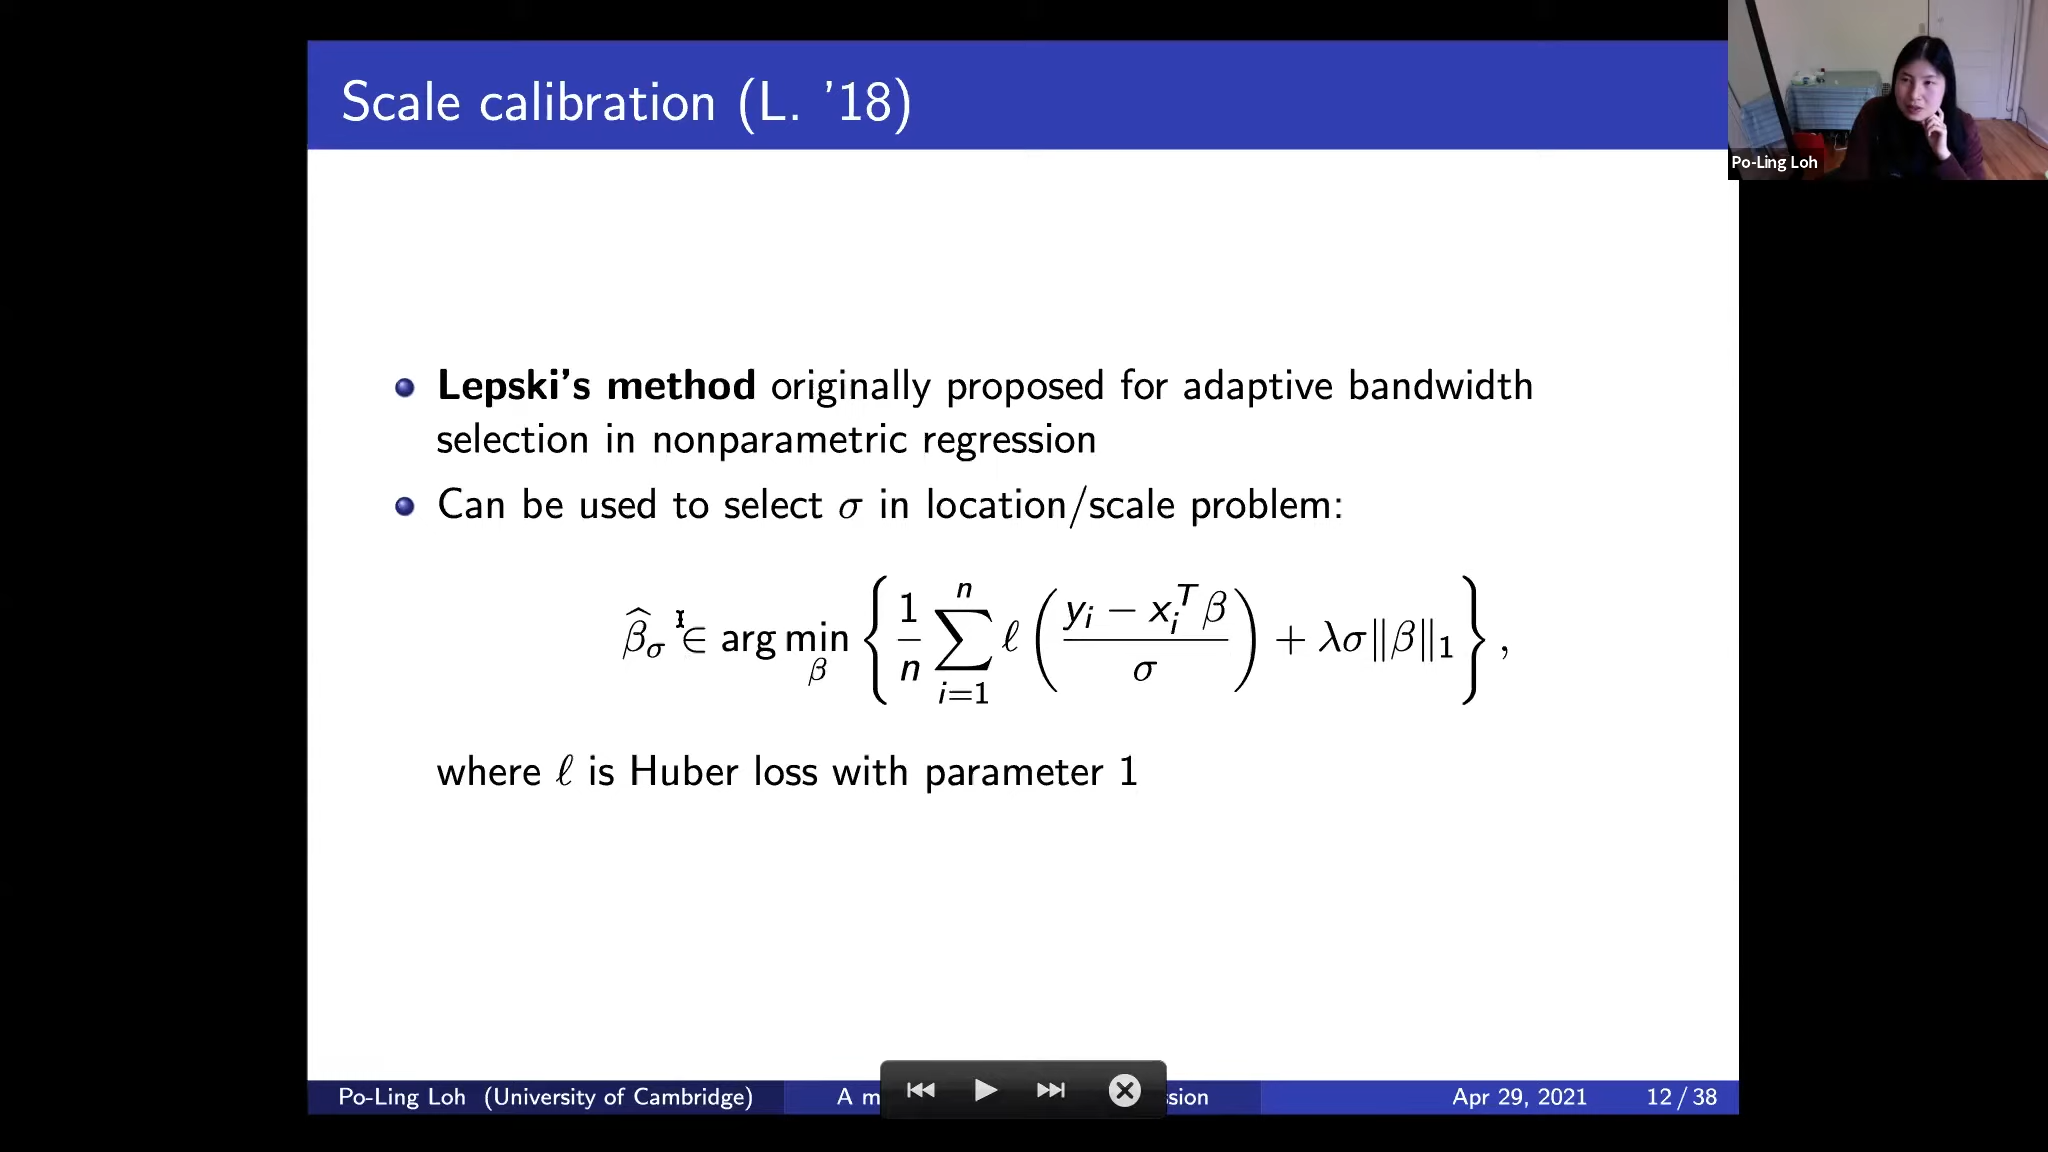 Scale calibration (L. '18)
Po-Ling Loh
Lepski's method originally proposed for adaptive bandwidth
selection in nonparametric regression
Can be used to select σ in location/scale problem:
β̂_σ ∈ arg min_β { 1/n ∑_{i=1}^n ℓ ( (y_i − x_i^T β) / σ ) + λσ‖β‖_1 } ,
where ℓ is Huber loss with parameter 1
Po-Ling Loh (University of Cambridge) A m sion Apr 29, 2021 12 / 38